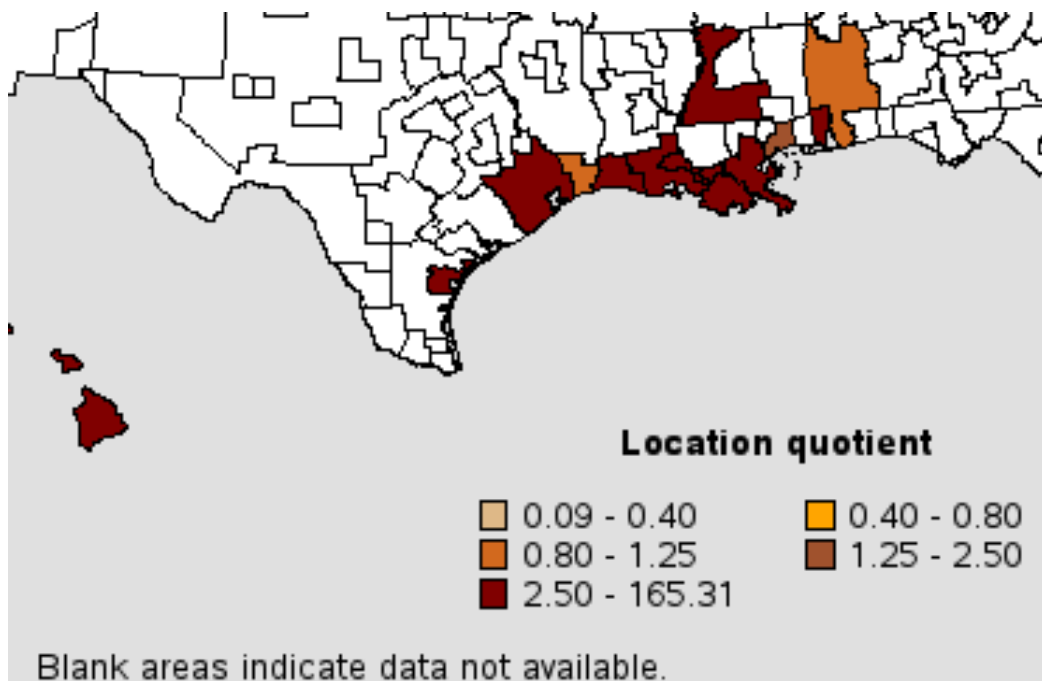 Location quotient
0.09 - 0.40 0.40 - 0.80
0.80 - 1.25 1.25 - 2.50
2.50 - 165.31
Blank areas indicate data not available.